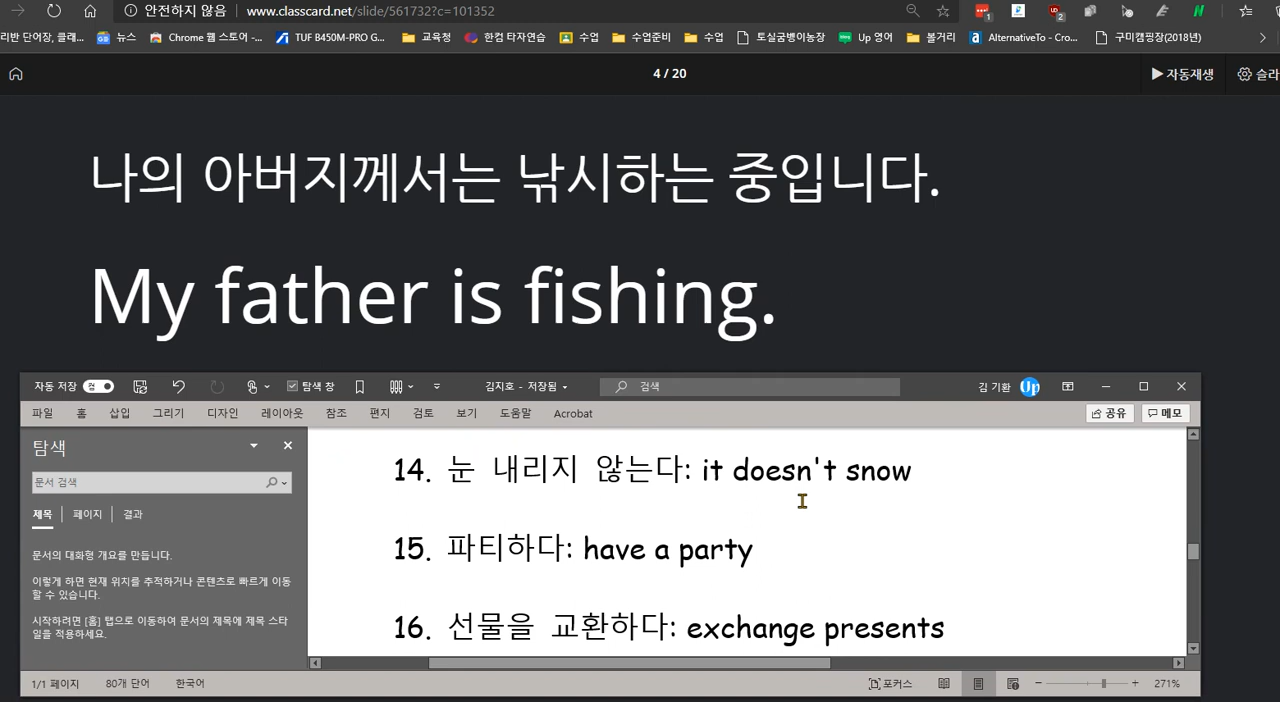 안전하지 않음 www.classcard.net/slide/561732?c=101352
리반 단어장, 클래... 뉴스 Chrome 웹 스토어 -... TUF B450M-PRO G... 교육청 한컴 타자연습 수업 수업준비 수업 토실굼벵이농장 Up 영어 볼거리 AlternativeTo - Cro... 구미캠핑장(2018년)
4 / 20 자동재생 슬라
나의 아버지께서는 낚시하는 중입니다.
My father is fishing.
자동 저장 탐색 창 김지호 - 저장됨 검색 김 기환 Up
파일 홈 삽입 그리기 디자인 레이아웃 참조 편지 검토 보기 도움말 Acrobat 공유 메모
탐색
문서 검색
제목 페이지 결과
문서의 대화형 개요를 만듭니다.
이렇게 하면 현재 위치를 추적하거나 콘텐츠로 빠르게 이동
할 수 있습니다.
시작하려면 [홈] 탭으로 이동하여 문서의 제목에 제목 스타
일을 적용하세요.
14. 눈 내리지 않는다: it doesn't snow
15. 파티하다: have a party
16. 선물을 교환하다: exchange presents
1/1 페이지 80개 단어 한국어 포커스 271%